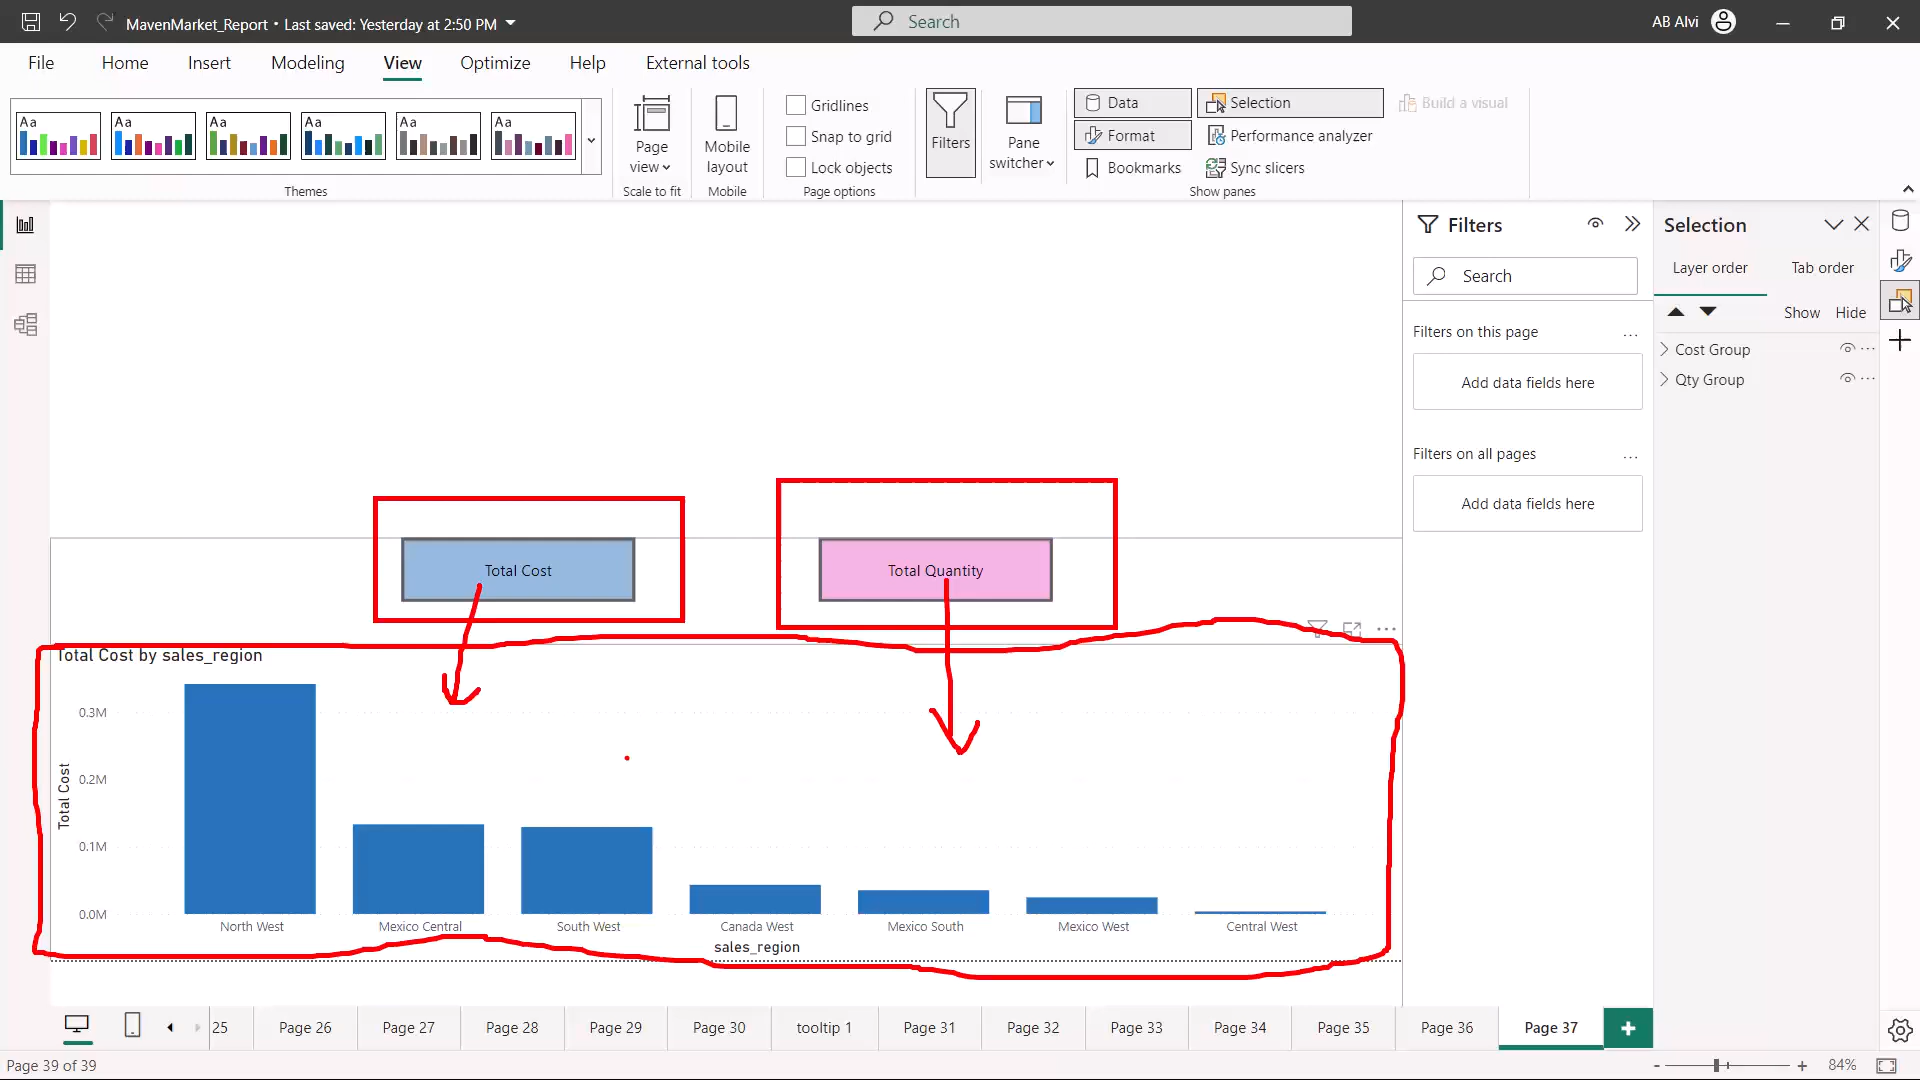 MavenMarket_Report • Last saved: Yesterday at 2:50 PM
Search
AB Alvi
File Home Insert Modeling View Optimize Help External tools
Aa Aa Aa Aa Aa Aa
Themes
Page view
Scale to fit
Mobile layout
Mobile
Gridlines
Snap to grid
Lock objects
Page options
Filters
Pane switcher
Data
Format
Bookmarks
Selection
Performance analyzer
Sync slicers
Show panes
Build a visual
Filters
Search
Filters on this page
Add data fields here
Filters on all pages
Add data fields here
Selection
Layer order Tab order
Show Hide
Cost Group
Qty Group
Total Cost
Total Quantity
Total Cost by sales_region
Total Cost
0.3M
0.2M
0.1M
0.0M
North West Mexico Central South West Canada West Mexico South Mexico West Central West
sales_region
25 Page 26 Page 27 Page 28 Page 29 Page 30 tooltip 1 Page 31 Page 32 Page 33 Page 34 Page 35 Page 36 Page 37
Page 39 of 39
84%